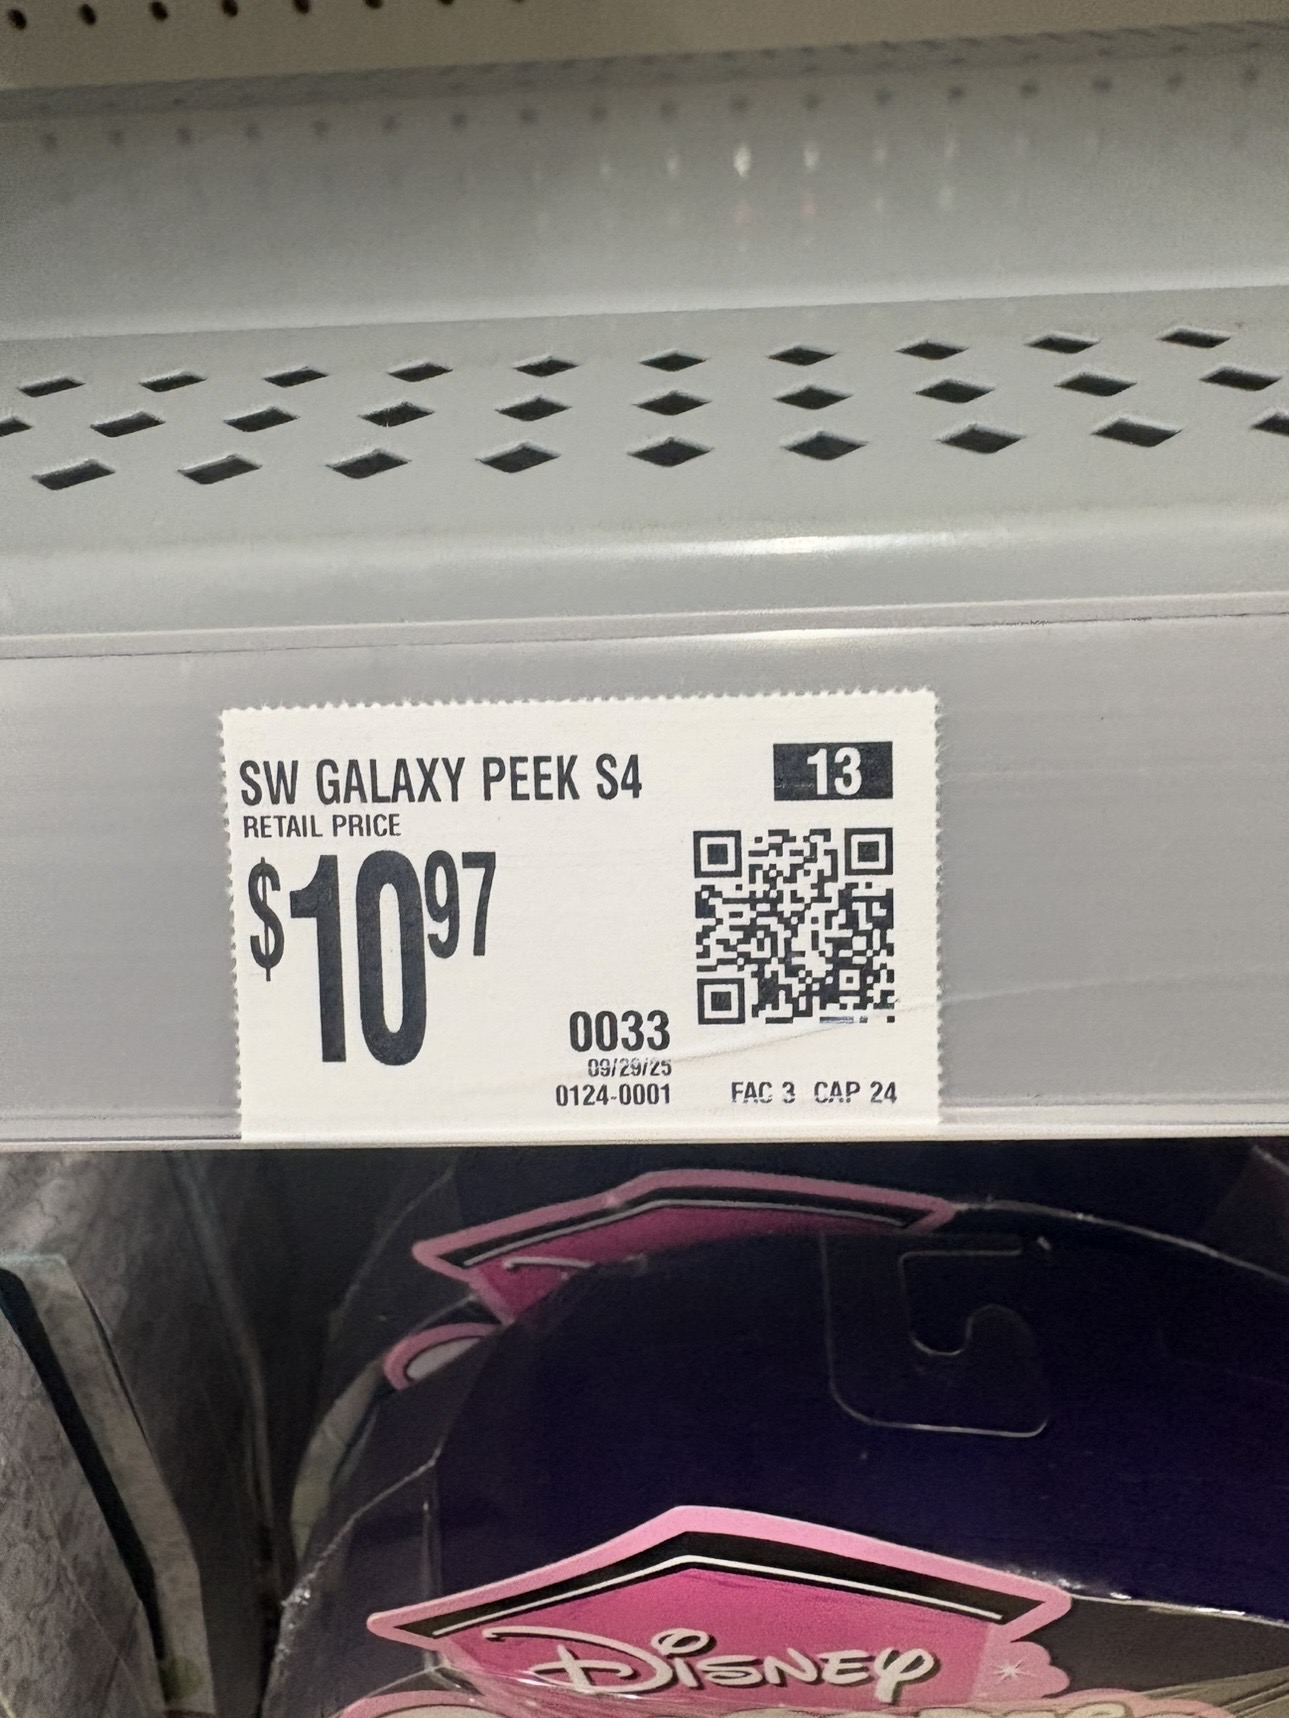 SW GALAXY PEEK S4
13
RETAIL PRICE
$10 97
0033
09/29/25
0124-0001
FAC 3 CAP 24
DISNEY